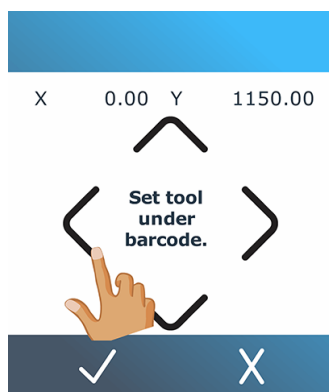 X 0.00 Y 1150.00
Set tool
under
barcode.
X